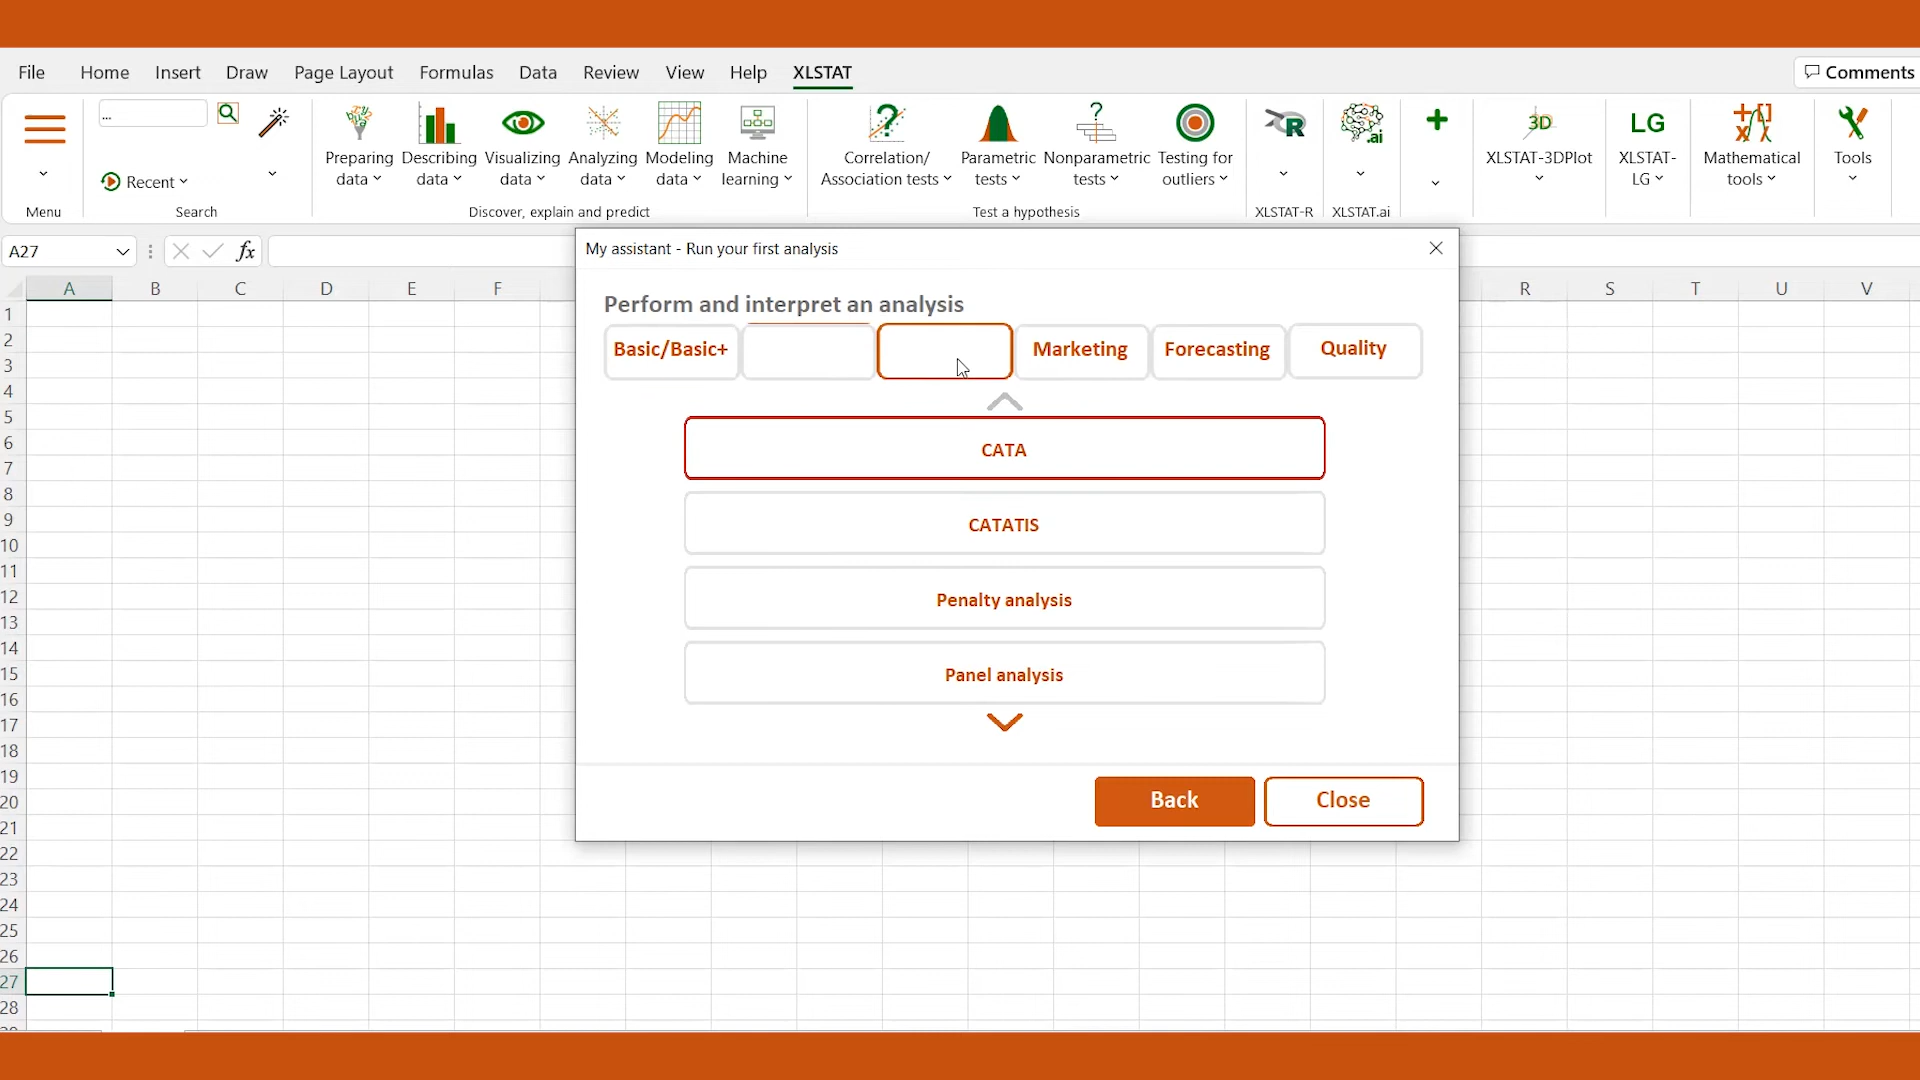 File Home Insert Draw Page Layout Formulas Data Review View Help XLSTAT Comments
...
Recent
Preparing data
Describing data
Visualizing data
Analyzing data
Modeling data
Machine learning
Correlation/ Association tests
Parametric tests
Nonparametric tests
Testing for outliers
R
.ai
3D
XLSTAT-3DPlot
LG
XLSTAT-LG
Mathematical tools
Tools
Menu Search Discover, explain and predict Test a hypothesis XLSTAT-R XLSTAT.ai
A27 fx
My assistant - Run your first analysis
A B C D E F R S T U V
Perform and interpret an analysis
Basic/Basic+ Marketing Forecasting Quality
CATA
CATATIS
Penalty analysis
Panel analysis
Back Close
1
2
3
4
5
6
7
8
9
10
11
12
13
14
15
16
17
18
19
20
21
22
23
24
25
26
27
28